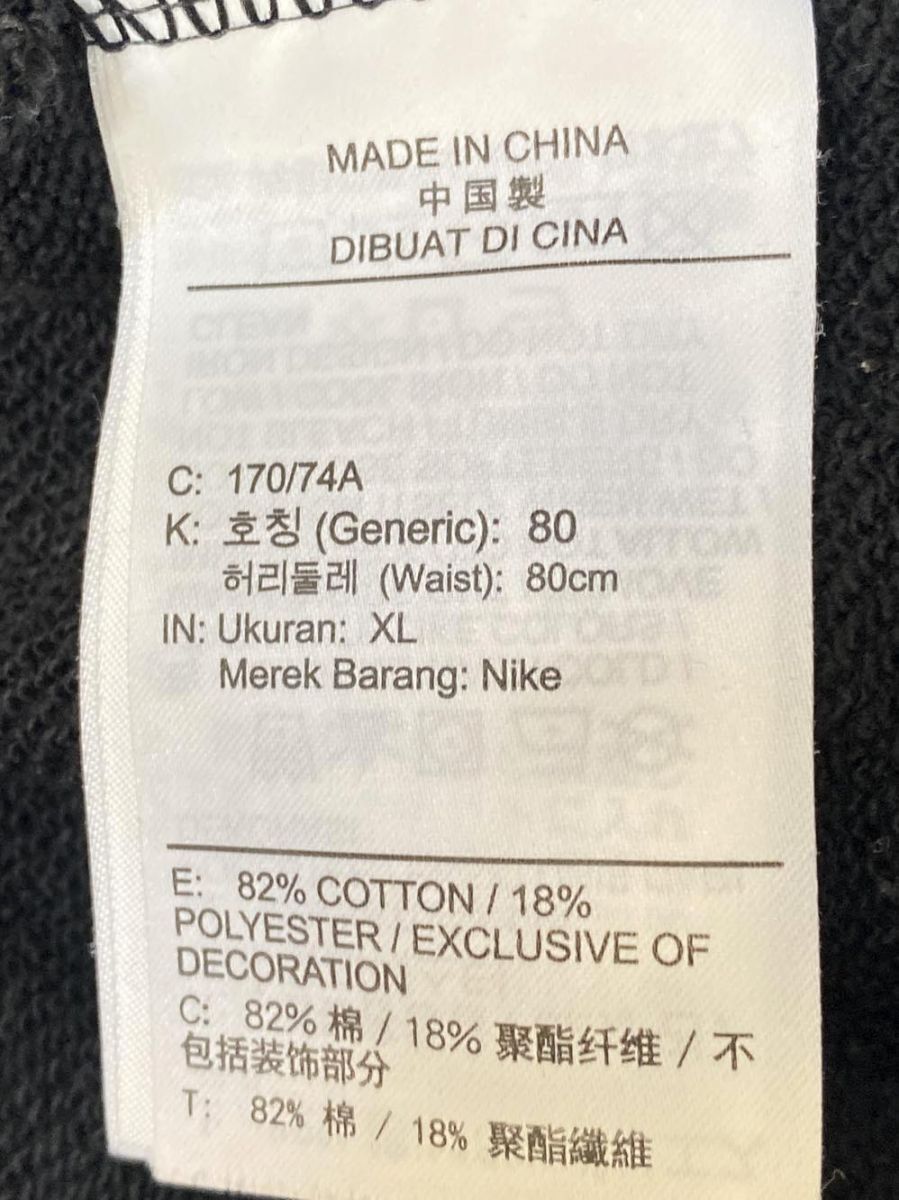 MADE IN CHINA
中国製
DIBUAT DI CINA
C: 170/74A
K: 호칭 (Generic): 80
허리둘레 (Waist): 80cm
IN: Ukuran: XL
Merek Barang: Nike
E: 82% COTTON / 18%
POLYESTER / EXCLUSIVE OF
DECORATION
C: 82% 棉 / 18% 聚酯纤维 / 不
包括装饰部分
T: 82% 棉 / 18% 聚酯纖維